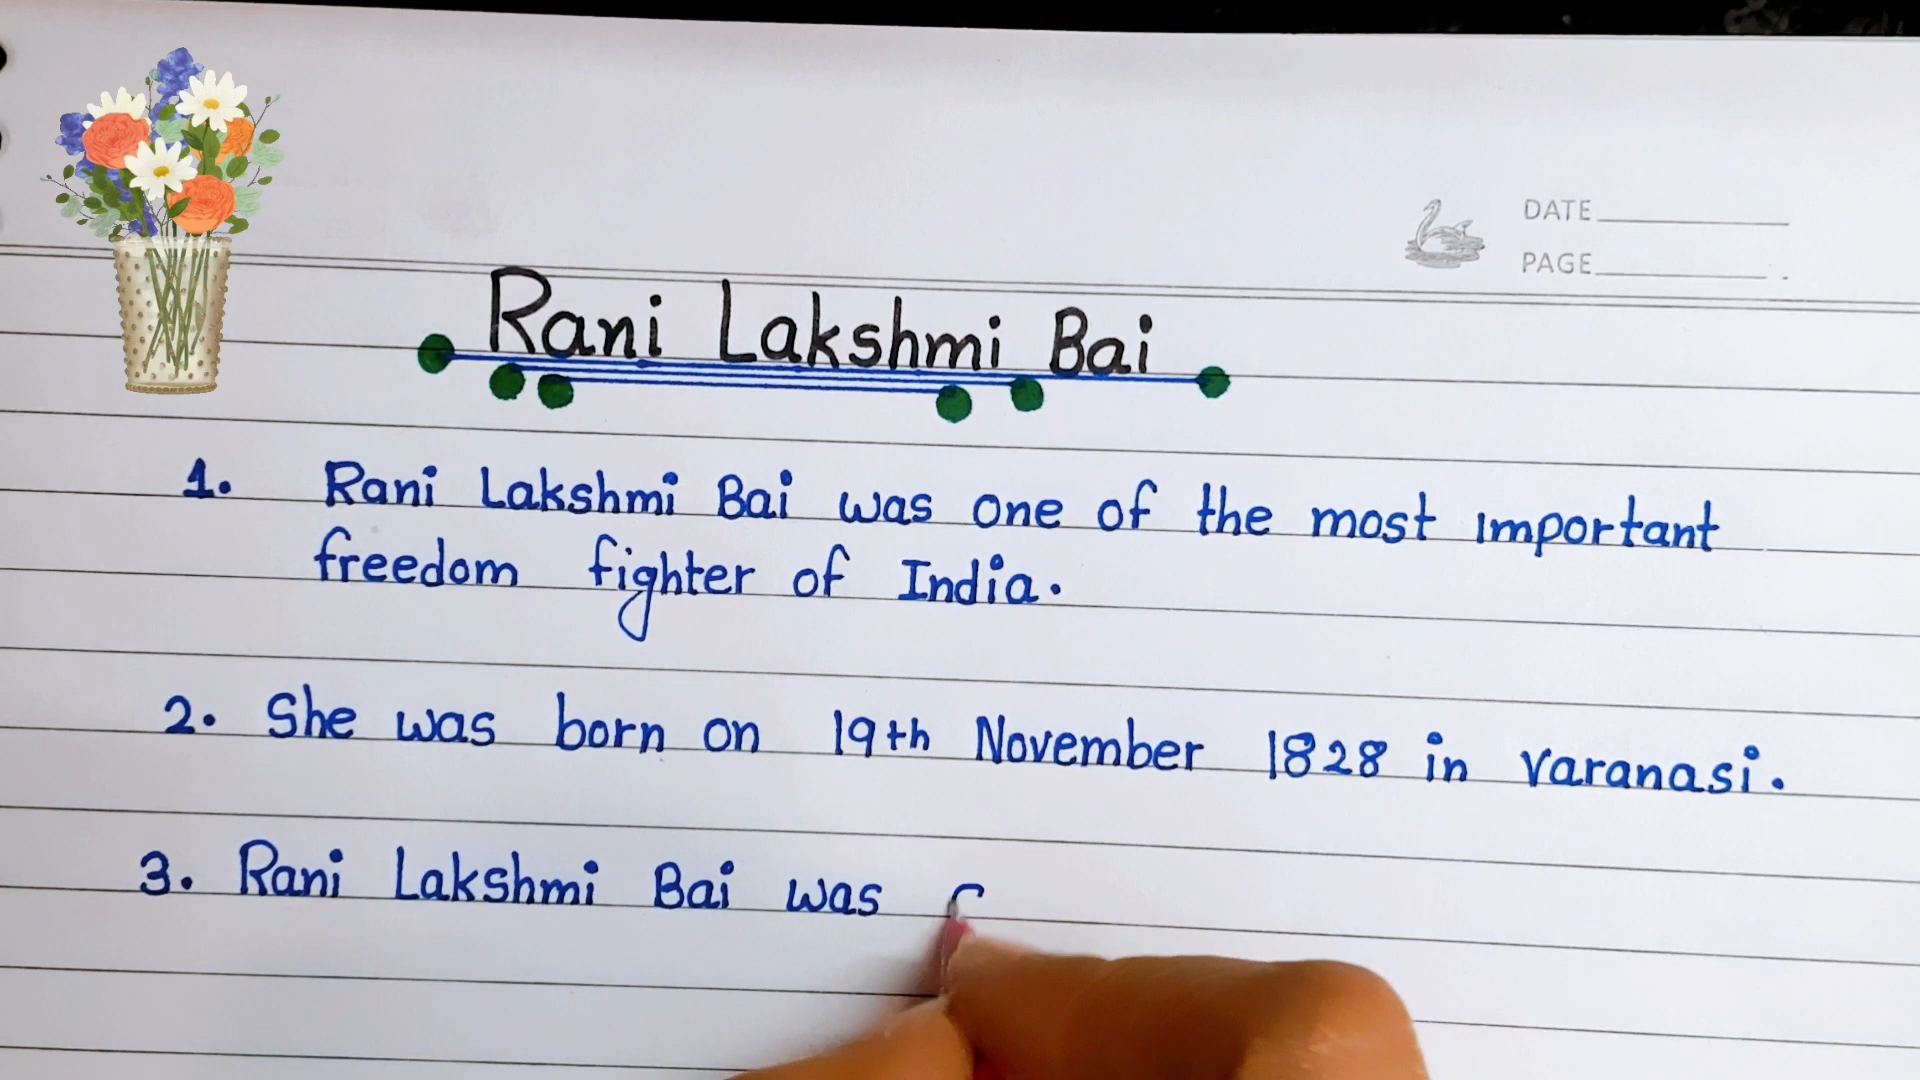 DATE
PAGE
Rani Lakshmi Bai
1. Rani Lakshmi Bai was one of the most important
freedom fighter of India.
2. She was born on 19th November 1828 in varanasi.
3. Rani Lakshmi Bai was